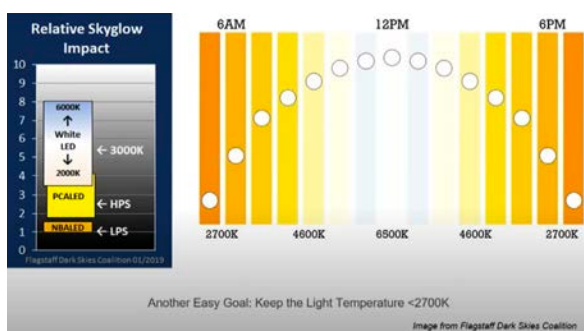 Relative Skyglow
Impact
10
9
8
7
6
5
4
3
2
1
0
6000K
↑
White
LED
↓
2000K
PCALED
NBALED
← 3000K
← HPS
← LPS
Flagstaff Dark Skies Coalition 01/2019
6AM 12PM 6PM
2700K 4600K 6500K 4600K 2700K
Another Easy Goal: Keep the Light Temperature <2700K
Image from Flagstaff Dark Skies Coalition